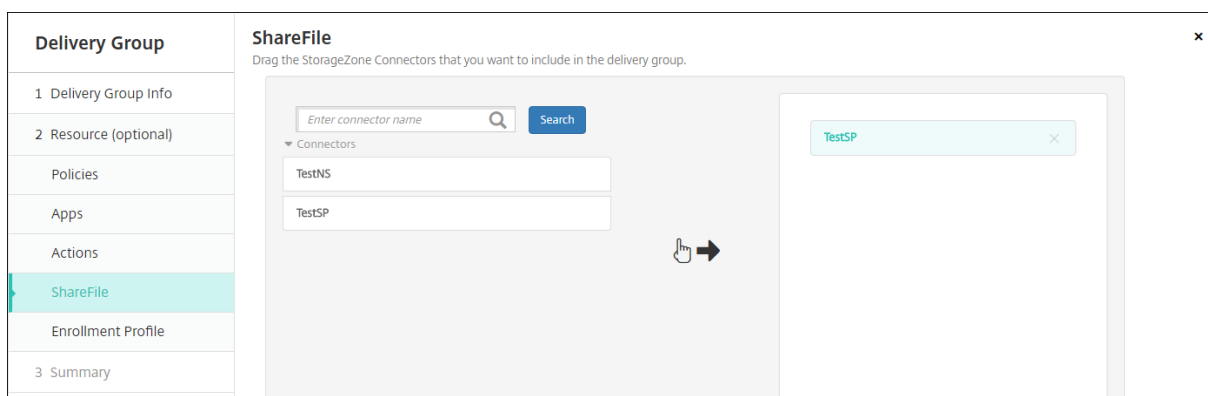 Delivery Group
1 Delivery Group Info
2 Resource (optional)
Policies
Apps
Actions
ShareFile
Enrollment Profile
3 Summary
ShareFile
Drag the StorageZone Connectors that you want to include in the delivery group.
Enter connector name
Search
Connectors
TestNS
TestSP
TestSP